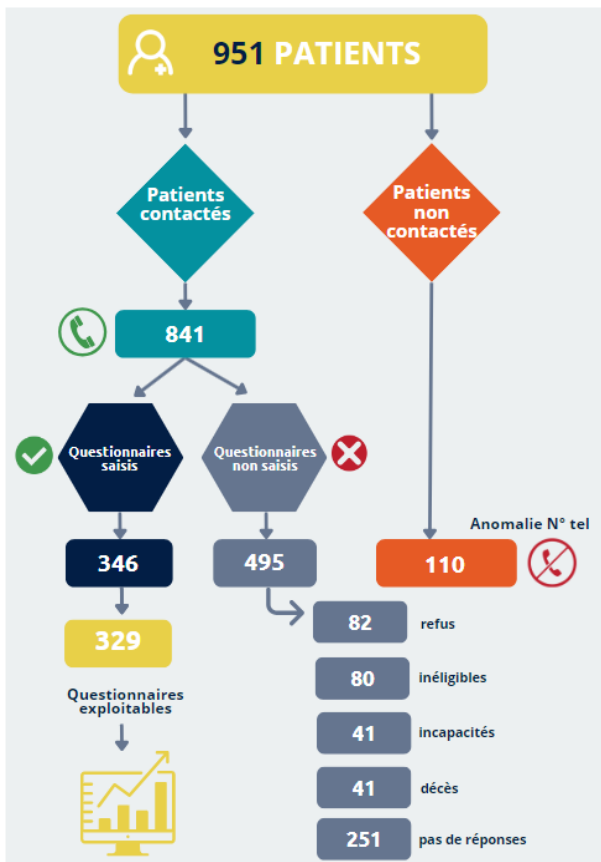 951 PATIENTS
Patients
contactés
Patients
non
contactés
841
Questionnaires
saisis
Questionnaires
non saisis
Anomalie N° tel
346
495
110
329
82
refus
Questionnaires
exploitables
80
inéligibles
41
incapacités
41
décès
251
pas de réponses